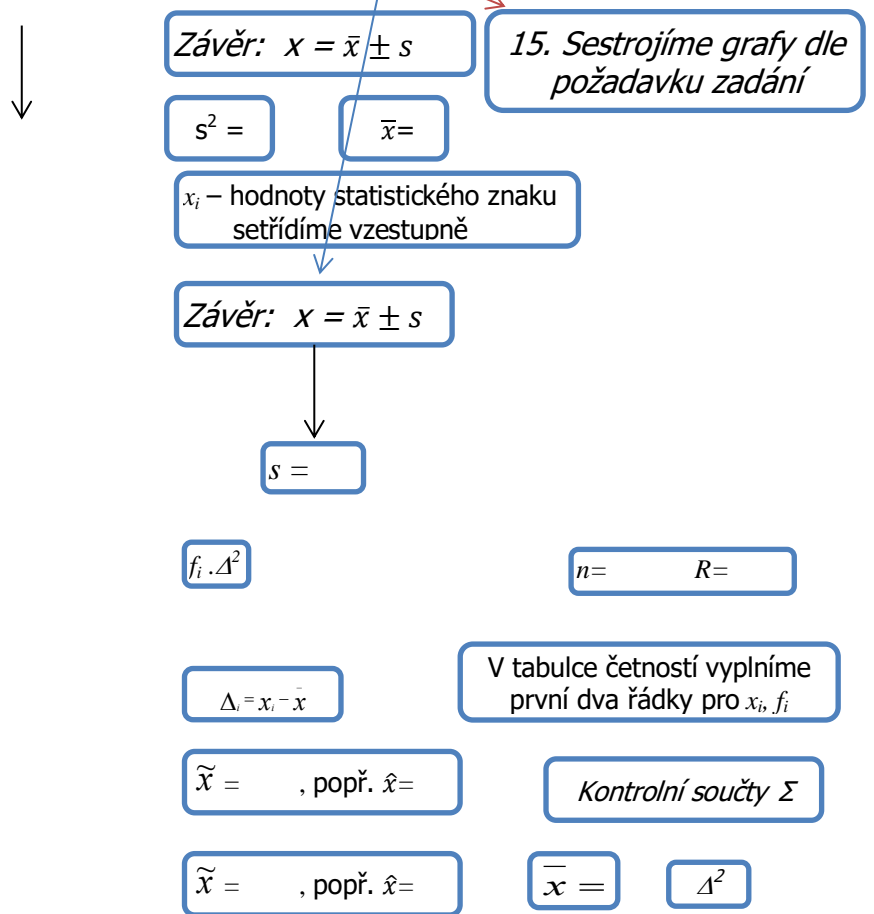 Závěr: x = x̄ ± s
15. Sestrojíme grafy dle
požadavku zadání
s² =
x̄=
xᵢ – hodnoty statistického znaku
setřídíme vzestupně
Závěr: x = x̄ ± s
s =
fᵢ .Δ²
n= R=
V tabulce četností vyplníme
první dva řádky pro xᵢ, fᵢ
Δᵢ = xᵢ – x̄
x̃ = , popř. x̂=
Kontrolní součty Σ
x̃ = , popř. x̂=
x̄ =
Δ²